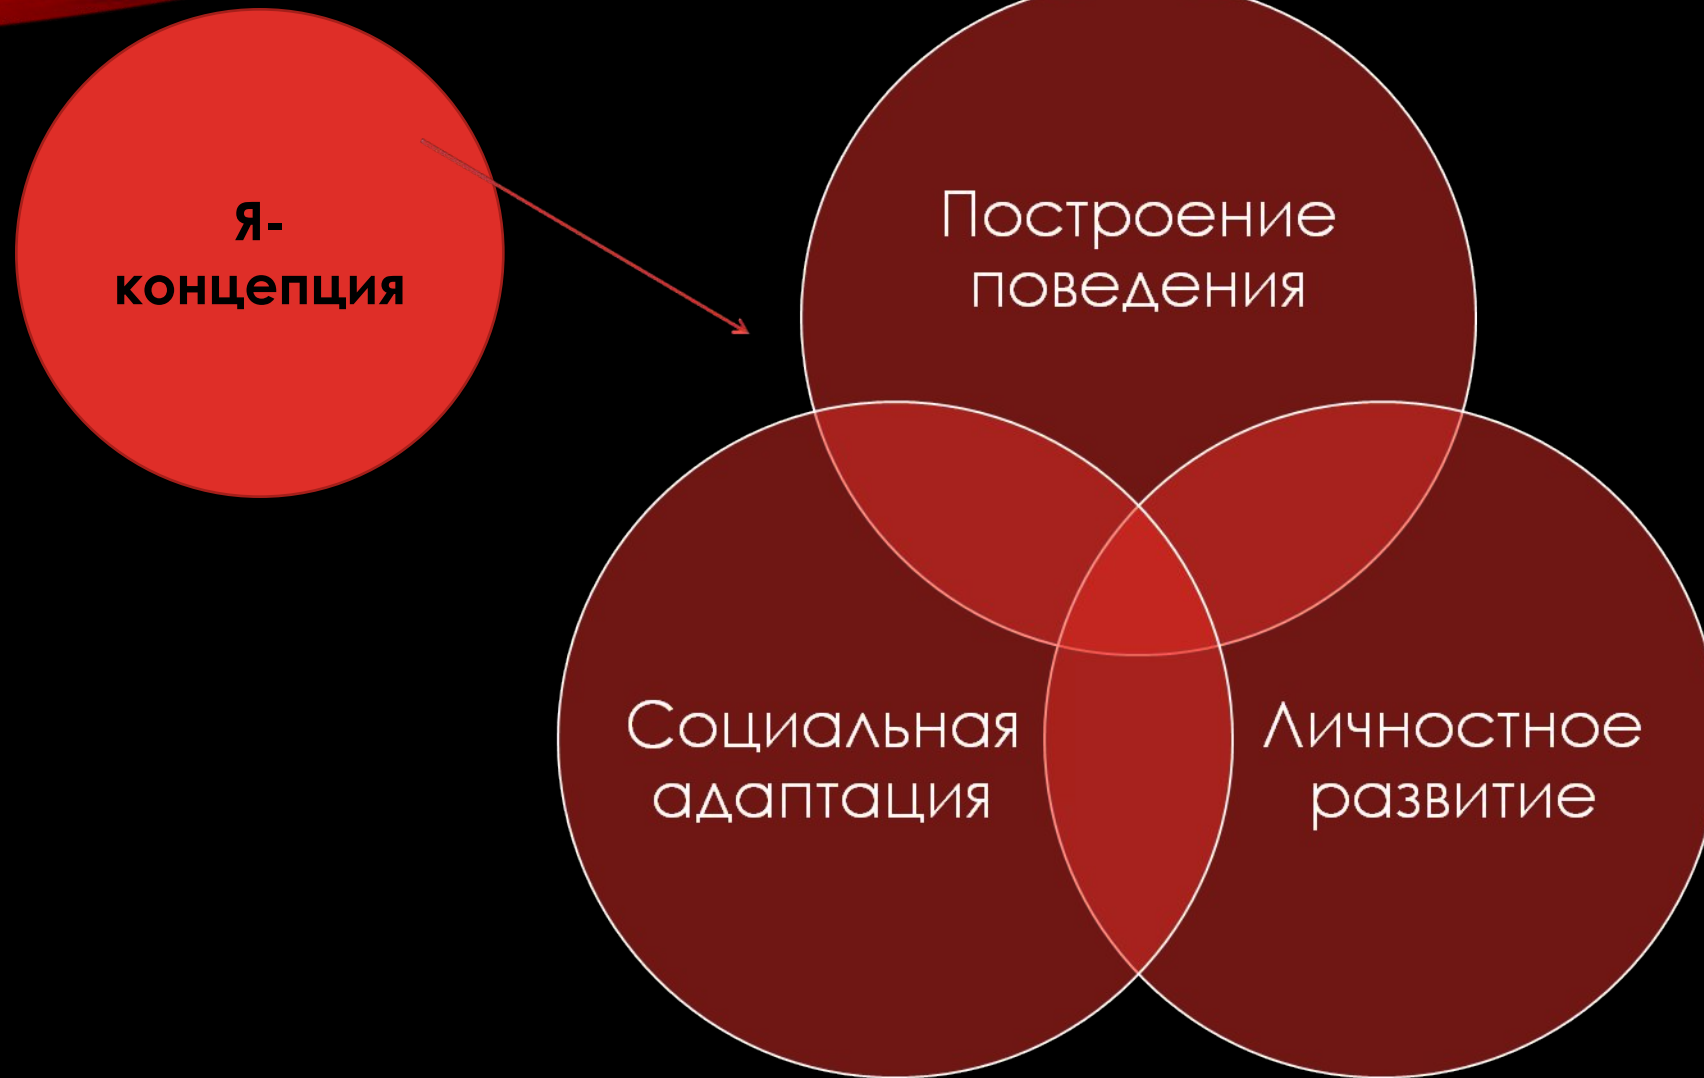 Я-
концепция
Построение
поведения
Социальная
адаптация
Личностное
развитие